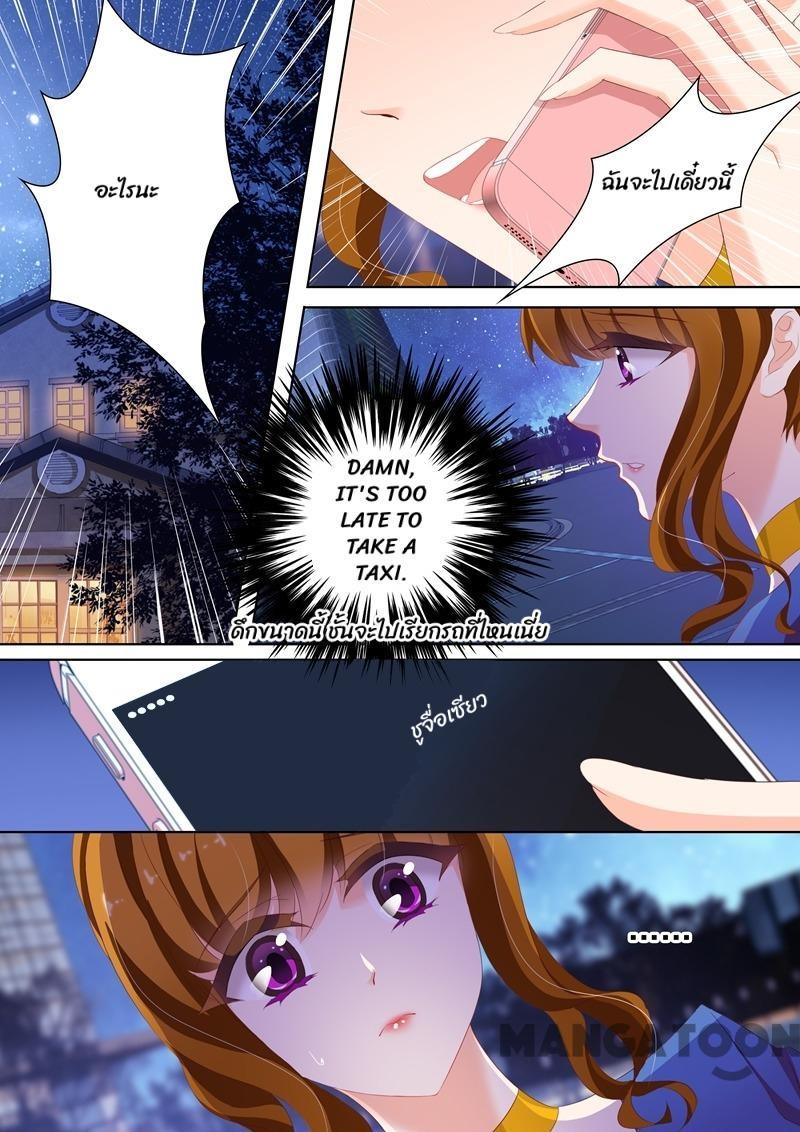 อะไรนะ
ฉันจะไปเดี๋ยวนี้
DAMN,
IT'S TOO
LATE TO
TAKE A
TAXI.
ดึกขนาดนี้ชั้นจะไปเรียกรถที่ไหนเนี่ย
ชูจื่อเซียว
......
MANGATOON